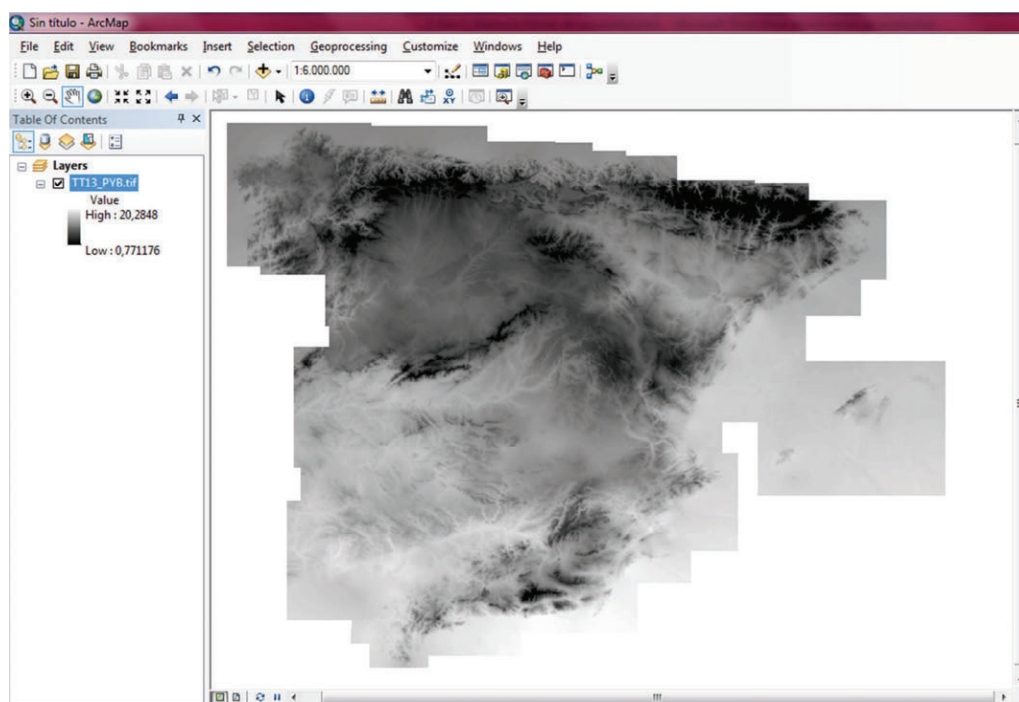 Sin título - ArcMap
File Edit View Bookmarks Insert Selection Geoprocessing Customize Windows Help
1:6.000.000
Table Of Contents
Layers
TT13_PYB.tif
Value
High : 20,2848
Low : 0,771176